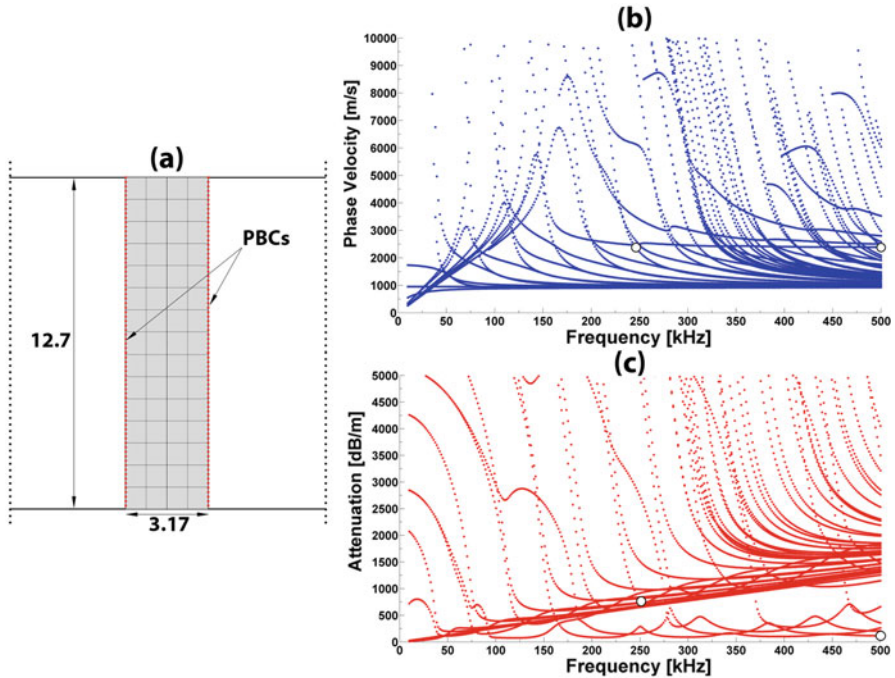 (a)
PBCs
12.7
3.17
(b)
Phase Velocity [m/s]
10000
9000
8000
7000
6000
5000
4000
3000
2000
1000
0
0 50 100 150 200 250 300 350 400 450 500
Frequency [kHz]
(c)
Attenuation [dB/m]
5000
4500
4000
3500
3000
2500
2000
1500
1000
500
0
0 50 100 150 200 250 300 350 400 450 500
Frequency [kHz]